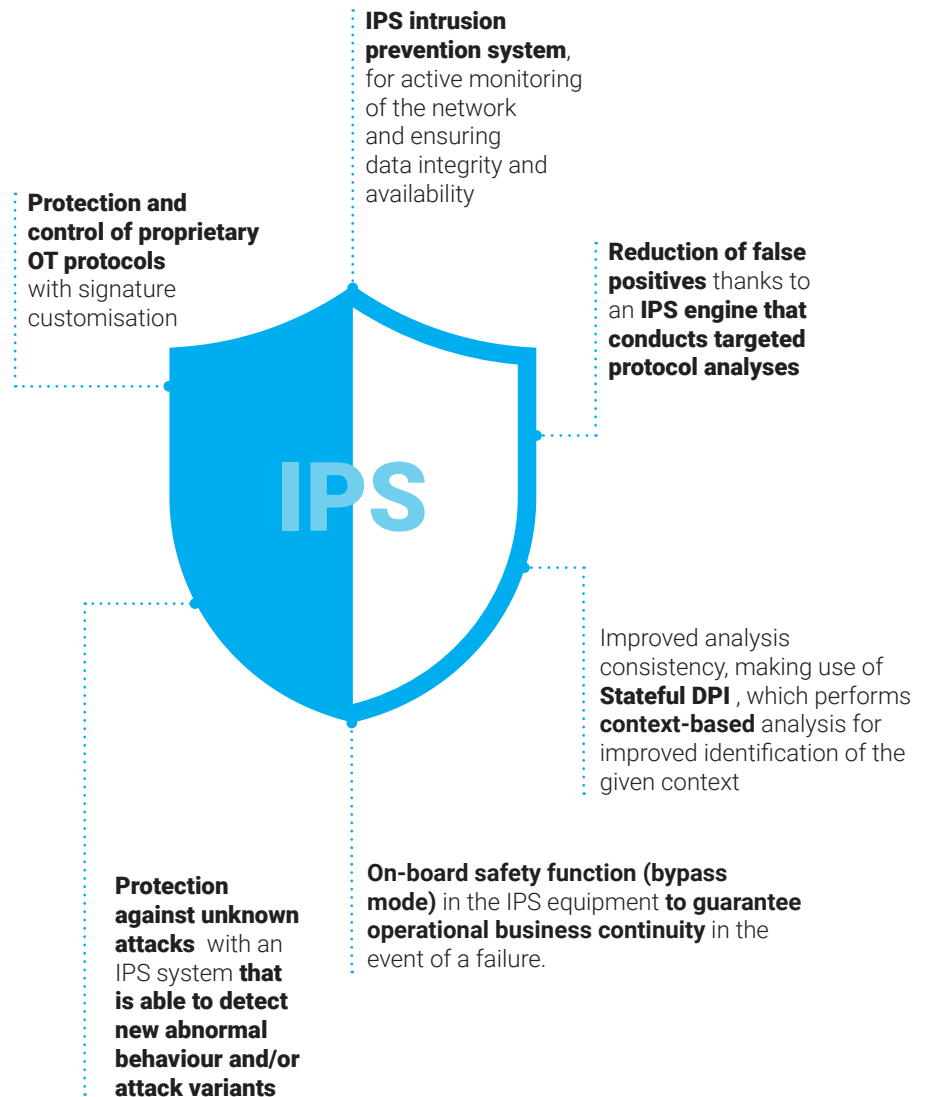 IPS intrusion
prevention system,
for active monitoring
of the network
and ensuring
data integrity and
availability
Protection and
control of proprietary
OT protocols
with signature
customisation
Reduction of false
positives thanks to
an IPS engine that
conducts targeted
protocol analyses
IPS
Improved analysis
consistency, making use of
Stateful DPI , which performs
context-based analysis for
improved identification of the
given context
On-board safety function (bypass
mode) in the IPS equipment to guarantee
operational business continuity in the
event of a failure.
Protection
against unknown
attacks with an
IPS system that
is able to detect
new abnormal
behaviour and/or
attack variants